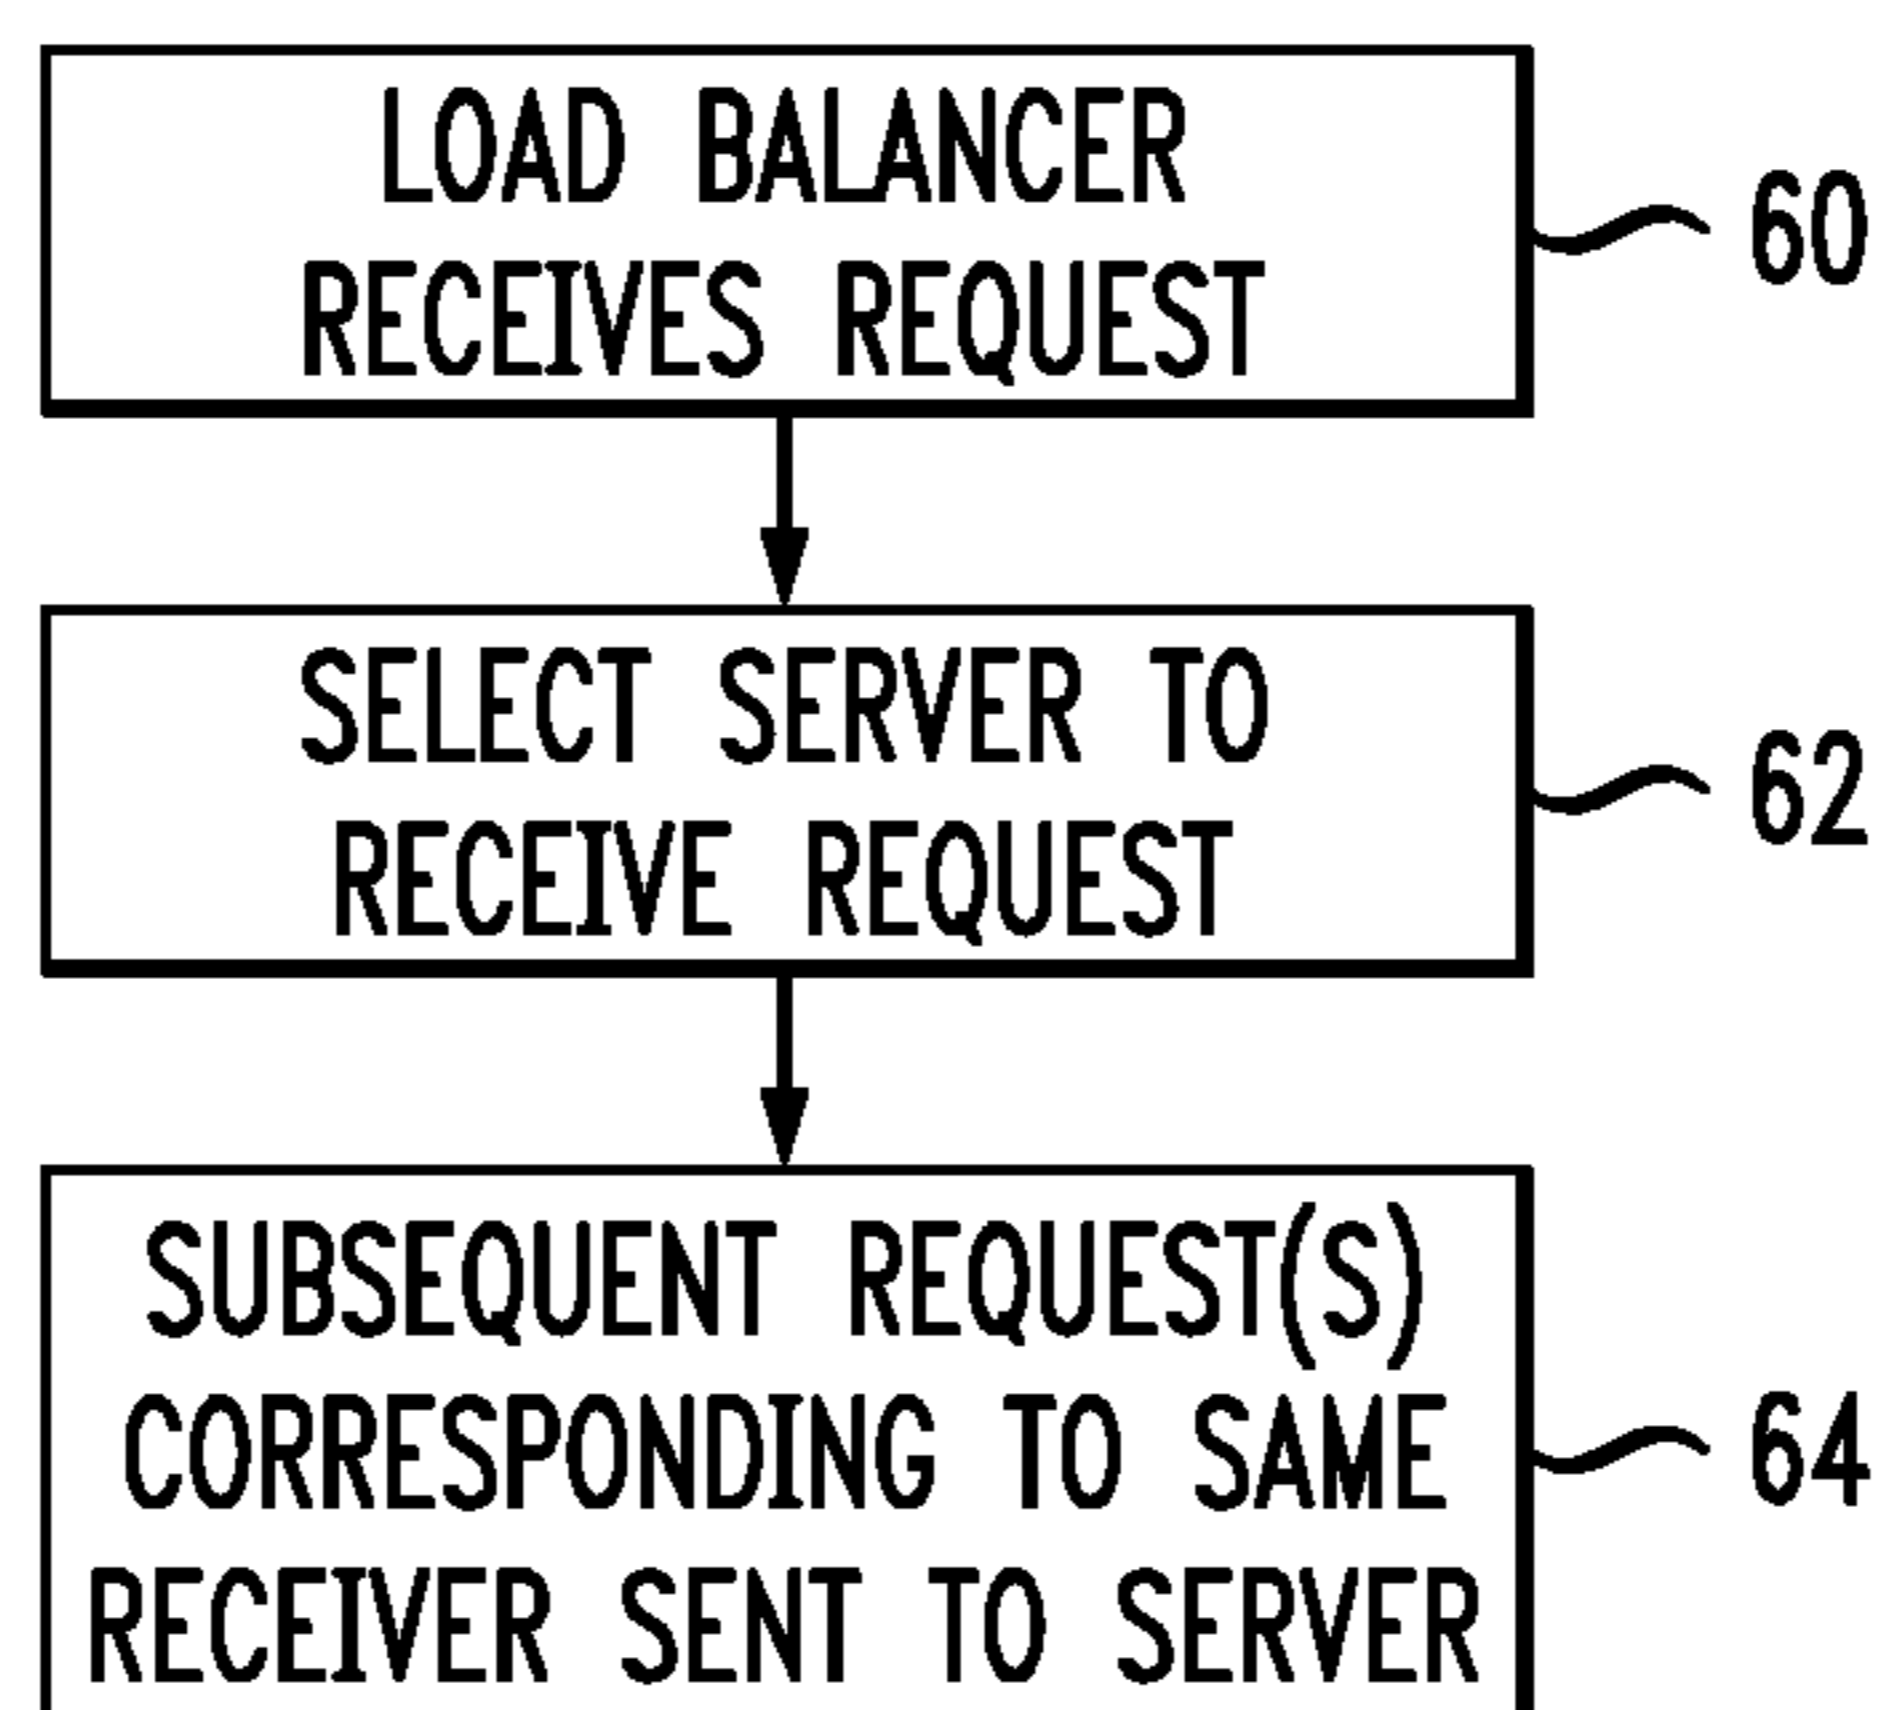 LOAD BALANCER
RECEIVES REQUEST
60
SELECT SERVER TO
RECEIVE REQUEST
62
SUBSEQUENT REQUEST(S)
CORRESPONDING TO SAME
RECEIVER SENT TO SERVER
64